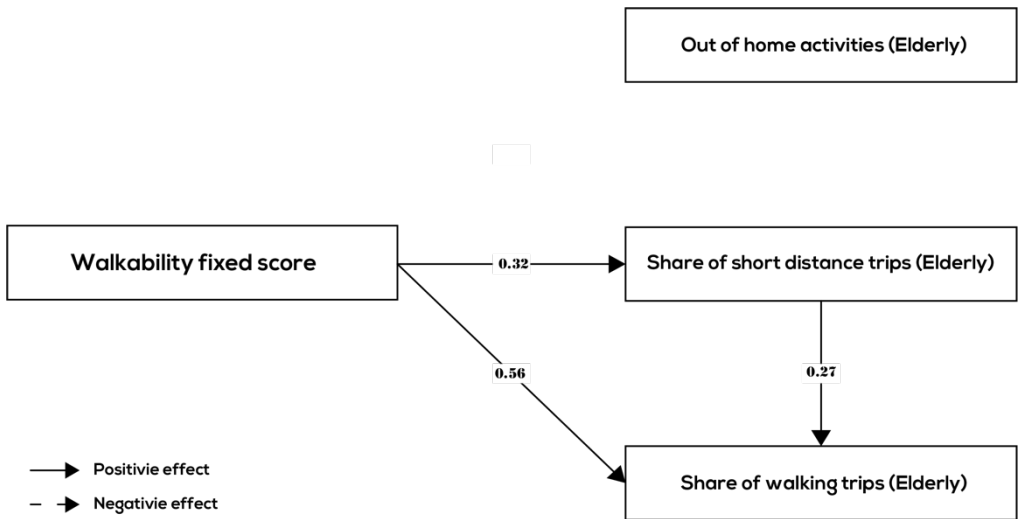 Out of home activities (Elderly)
Walkability fixed score
0.32
Share of short distance trips (Elderly)
0.56
0.27
Share of walking trips (Elderly)
Positivie effect
Negativie effect